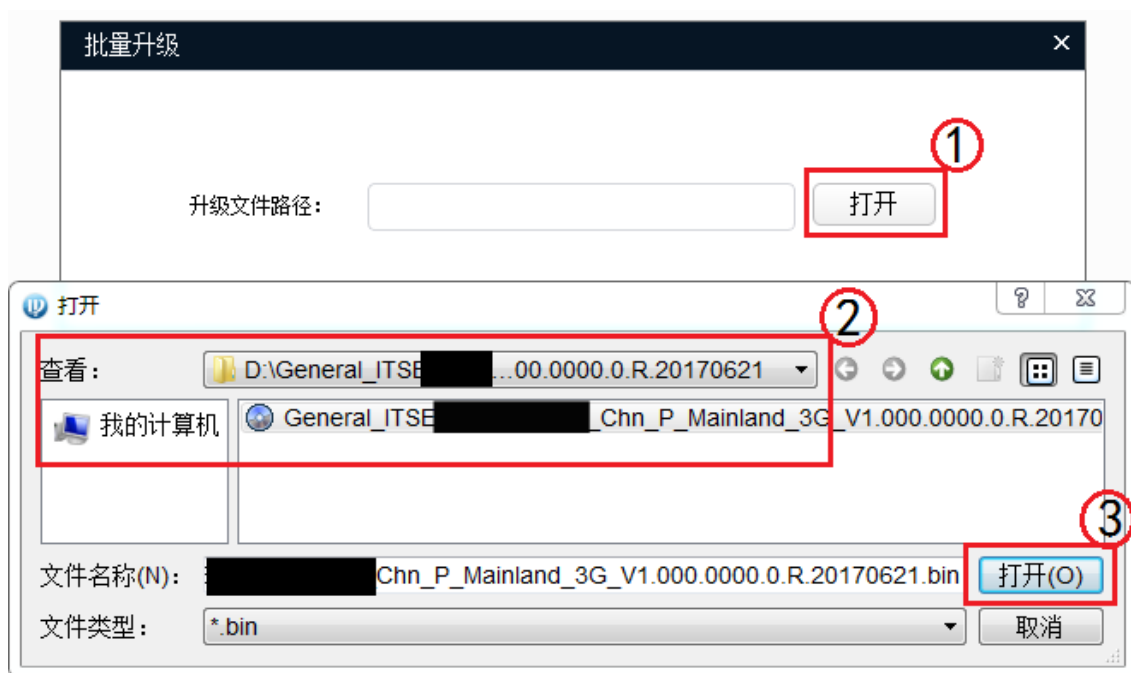 批量升级
1
升级文件路径： 打开
打开
2
查看： D:\General_ITSE ...00.0000.0.R.20170621
我的计算机 General_ITSE _Chn_P_Mainland_3G_V1.000.0000.0.R.20170
3
文件名称(N)： Chn_P_Mainland_3G_V1.000.0000.0.R.20170621.bin 打开(O)
文件类型： *.bin 取消